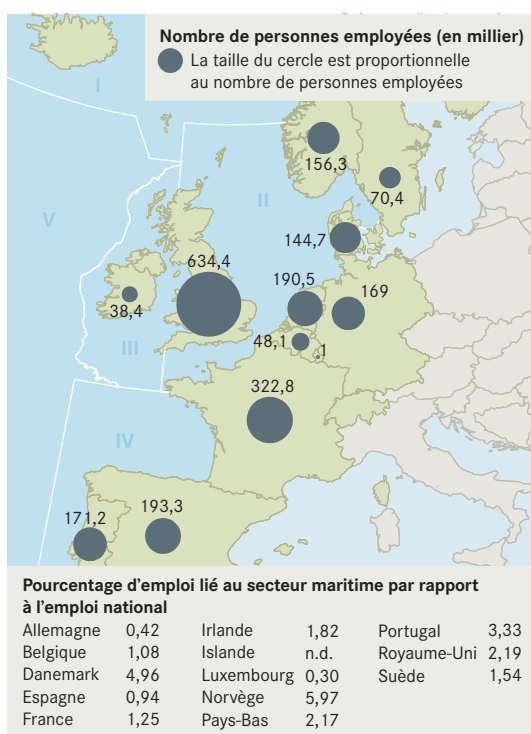 Nombre de personnes employées (en millier)
La taille du cercle est proportionnelle
au nombre de personnes employées
I
156,3
70,4
II
V
144,7
634,4
190,5
169
38,4
48,1
1
III
322,8
IV
193,3
171,2
Pourcentage d'emploi lié au secteur maritime par rapport
à l'emploi national
Allemagne 0,42
Belgique 1,08
Danemark 4,96
Espagne 0,94
France 1,25
Irlande 1,82
Islande n.d.
Luxembourg 0,30
Norvège 5,97
Pays-Bas 2,17
Portugal 3,33
Royaume-Uni 2,19
Suède 1,54